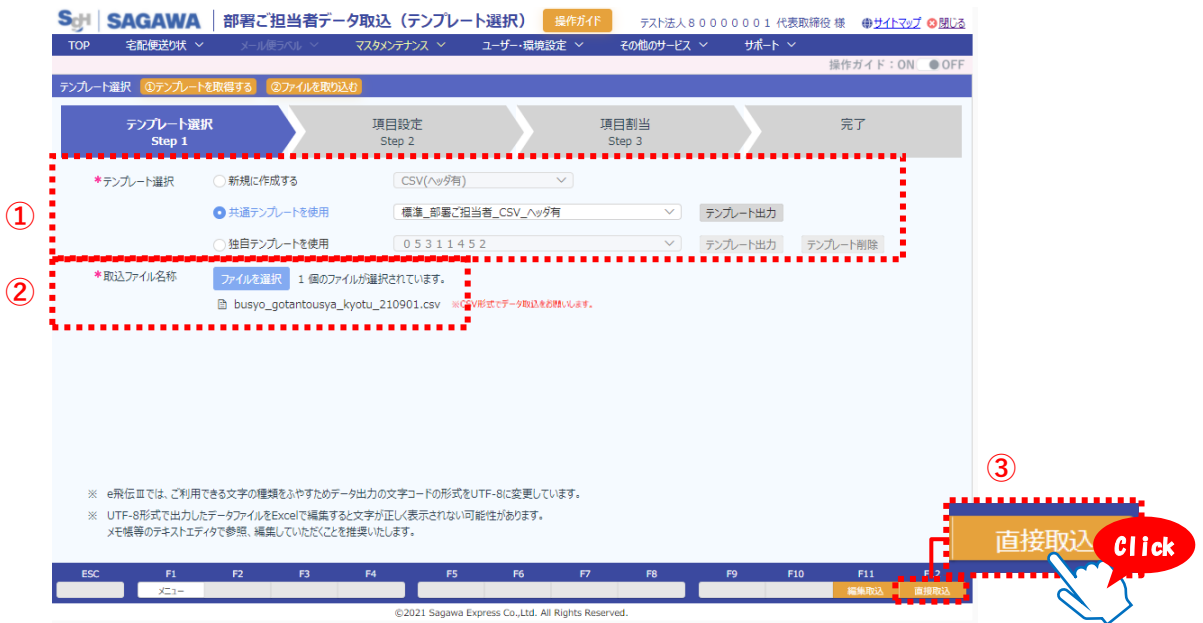 SGH SAGAWA 部署ご担当者データ取込（テンプレート選択） 操作ガイド テスト法人８０００００００１ 代表取締役 様 サイトマップ 閉じる
TOP 宅配便送り状 メール便ラベル マスタメンテナンス ユーザー・環境設定 その他のサービス サポート
操作ガイド：ON OFF
テンプレート選択 ①テンプレートを取得する ②ファイルを取り込む
テンプレート選択 項目設定 項目割当 完了
Step 1 Step 2 Step 3
①
*テンプレート選択 新規に作成する CSV(ヘッダ有)
共通テンプレートを使用 標準_部署ご担当者_CSV_ヘッダ有 テンプレート出力
独自テンプレートを使用 ０５３１１４５２ テンプレート出力 テンプレート削除
②
*取込ファイル名称 ファイルを選択 1 個のファイルが選択されています。
busyo_gotantousya_kyotu_210901.csv ※CSV形式でデータ取込をお願いします。
③
※ e飛伝Ⅲでは、ご利用できる文字の種類をふやすためデータ出力の文字コードの形式をUTF-8に変更しています。
※ UTF-8形式で出力したデータファイルをExcelで編集すると文字が正しく表示されない可能性があります。
メモ帳等のテキストエディタで参照、編集していただくことを推奨いたします。
直接取込 Click
ESC F1 F2 F3 F4 F5 F6 F7 F8 F9 F10 F11 F12
メニュー 編集取込 直接取込
©2021 Sagawa Express Co.,Ltd. All Rights Reserved.